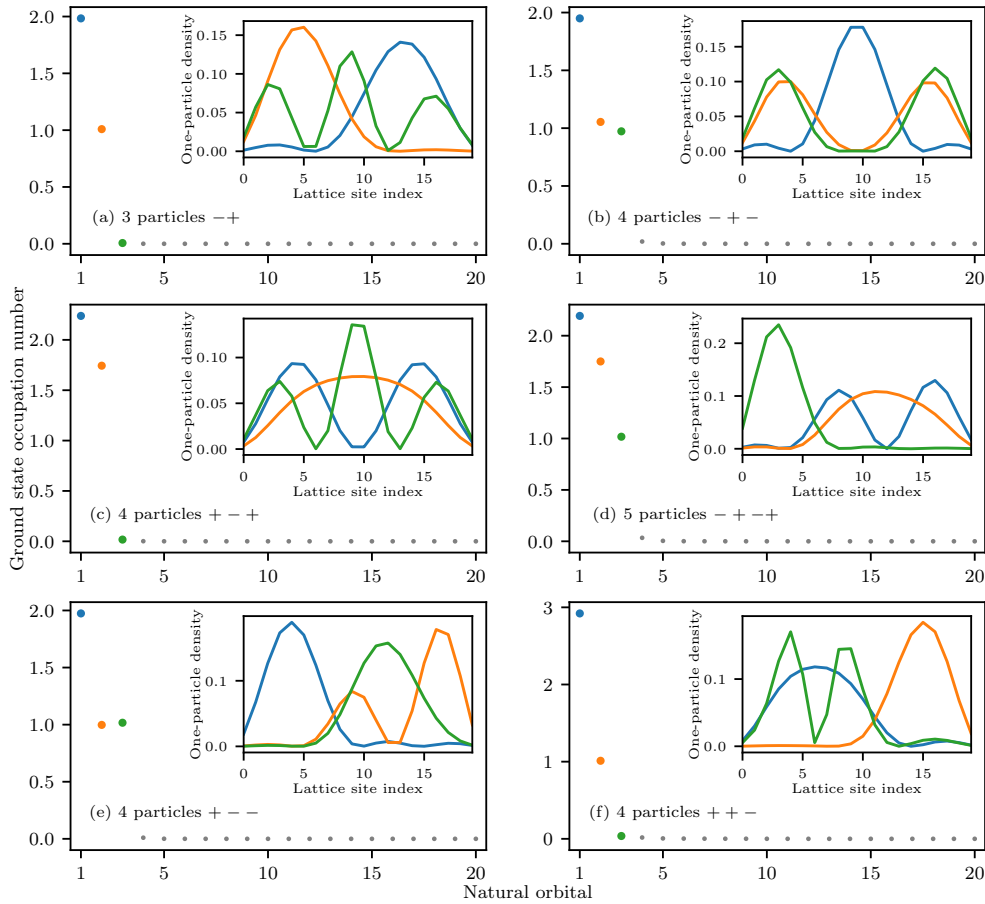 Ground state occupation number
Natural orbital
2.0
1.5
1.0
0.5
0.0
1 5 10 15 20
One-particle density
0.15
0.10
0.05
0.00
0 5 10 15
Lattice site index
(a) 3 particles −+
2.0
1.5
1.0
0.5
0.0
1 5 10 15 20
One-particle density
0.15
0.10
0.05
0.00
0 5 10 15
Lattice site index
(b) 4 particles − + −
2.0
1.5
1.0
0.5
0.0
1 5 10 15 20
One-particle density
0.10
0.05
0.00
0 5 10 15
Lattice site index
(c) 4 particles + − +
2.0
1.5
1.0
0.5
0.0
1 5 10 15 20
One-particle density
0.2
0.1
0.0
0 5 10 15
Lattice site index
(d) 5 particles − + −+
2.0
1.5
1.0
0.5
0.0
1 5 10 15 20
One-particle density
0.1
0.0
0 5 10 15
Lattice site index
(e) 4 particles + − −
3
2
1
0
1 5 10 15 20
One-particle density
0.1
0.0
0 5 10 15
Lattice site index
(f) 4 particles + + −